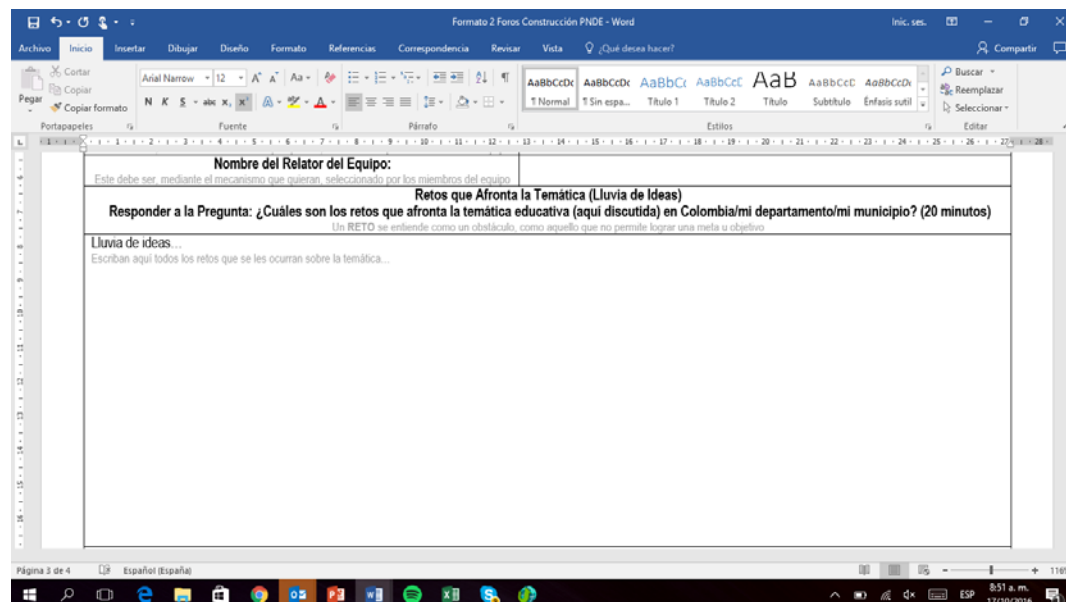 Formato 2 Foros Construcción PNDE - Word
Inic. ses.
Archivo Inicio Insertar Dibujar Diseño Formato Referencias Correspondencia Revisar Vista ¿Qué desea hacer? Compartir
Pegar
Cortar
Copiar
Copiar formato
Portapapeles
Arial Narrow 12
N K S abc x, x'
Fuente
Párrafo
AaBbCcDc AaBbCcDc AaBbCc AaBbCcC AaB AaBbCcC AaBbCcDc
¶ Normal ¶ Sin espa... Título 1 Título 2 Título Subtítulo Énfasis sutil
Estilos
Buscar
Reemplazar
Seleccionar
Editar
Nombre del Relator del Equipo:
Este debe ser, mediante el mecanismo que quieran, seleccionado por los miembros del equipo
Retos que Afronta la Temática (Lluvia de Ideas)
Responder a la Pregunta: ¿Cuáles son los retos que afronta la temática educativa (aquí discutida) en Colombia/mi departamento/mi municipio? (20 minutos)
Un RETO se entiende como un obstáculo, como aquello que no permite lograr una meta u objetivo
Lluvia de ideas...
Escriban aquí todos los retos que se les ocurran sobre la temática...
Página 3 de 4 Español (España) 116%
ESP
8:51 a. m.
17/10/2016